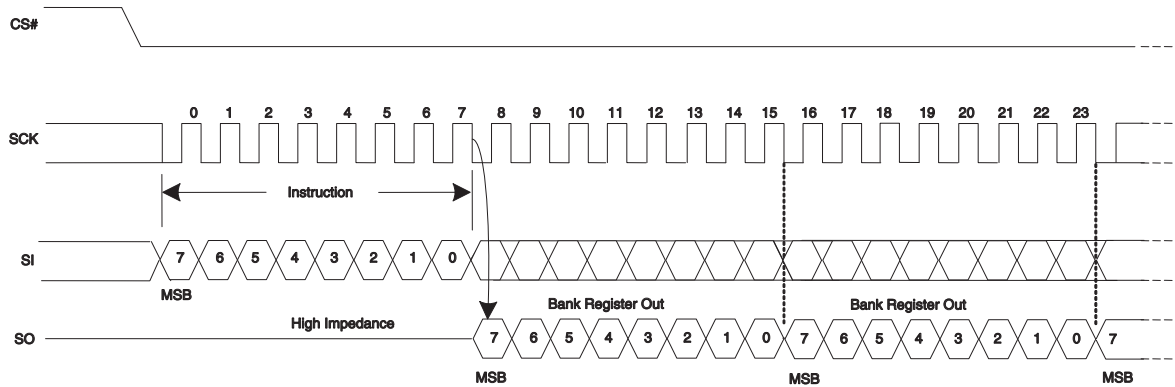 CS#
0 1 2 3 4 5 6 7 8 9 10 11 12 13 14 15 16 17 18 19 20 21 22 23
SCK
Instruction
SI 7 6 5 4 3 2 1 0
MSB
Bank Register Out Bank Register Out
High Impedance
SO 7 6 5 4 3 2 1 0 7 6 5 4 3 2 1 0 7
MSB MSB MSB